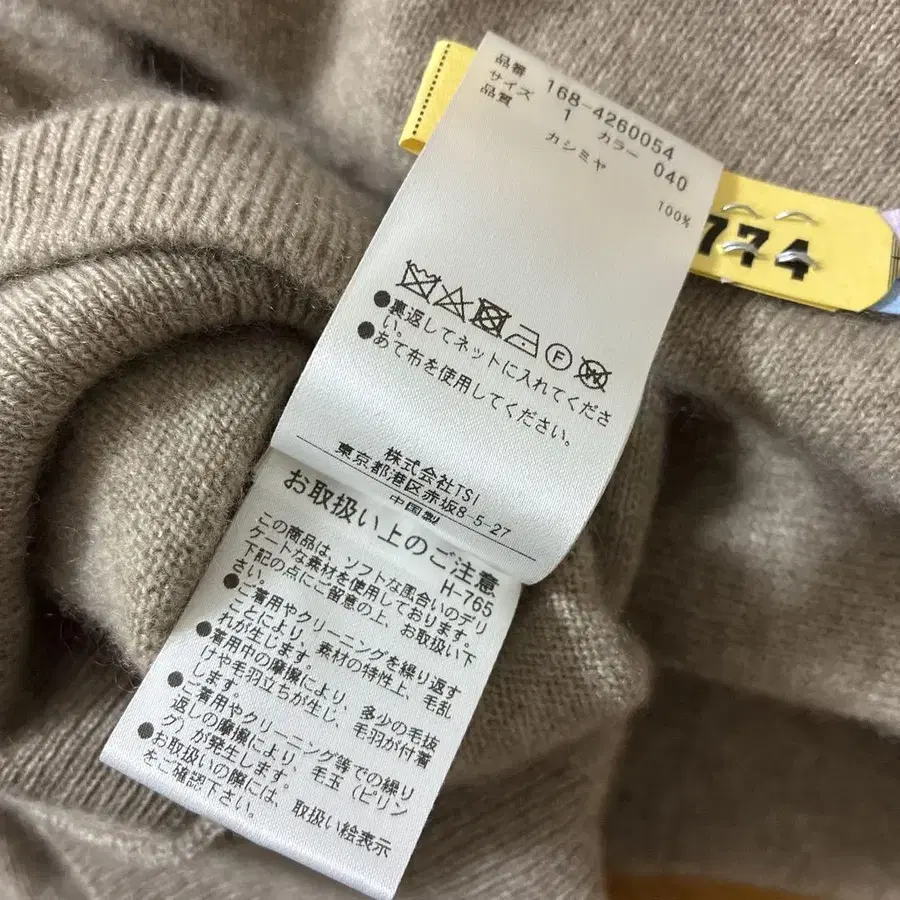 品番 168-4260054
サイズ 1 カラー 040
品質 カシミヤ 100%
F
W
●裏返してネットに入れてくださ
い。
●あて布を使用してください。
株式会社TSI
東京都港区赤坂8-5-27
中国製
お取扱い上のご注意
H-765
この商品は、ソフトな風合いのデリ
ケートな素材を使用しております。
下記の点にご留意の上、お取扱い下
さい。
●ご着用やクリーニングを繰り返す
ことにより、素材の特性上、毛乱
れが生じます。
●着用中の摩擦により、多少の毛抜
けや毛羽立ちが生じ、毛羽が付着
します。
●ご着用やクリーニング等での繰り
返しの摩擦により、毛玉（ピリン
グ）が発生します。
●お取扱いの際には、取扱い絵表示
をご確認下さい。
774